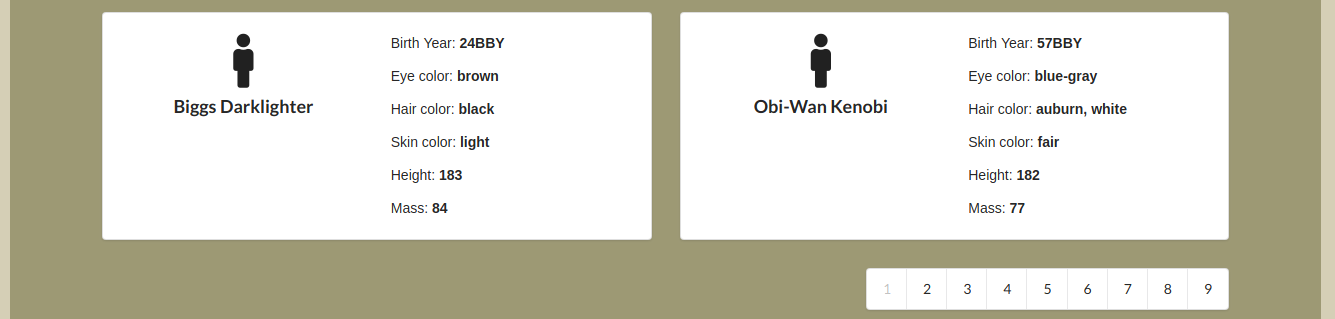 Biggs Darklighter
Birth Year: 24BBY
Eye color: brown
Hair color: black
Skin color: light
Height: 183
Mass: 84
Obi-Wan Kenobi
Birth Year: 57BBY
Eye color: blue-gray
Hair color: auburn, white
Skin color: fair
Height: 182
Mass: 77
1 2 3 4 5 6 7 8 9